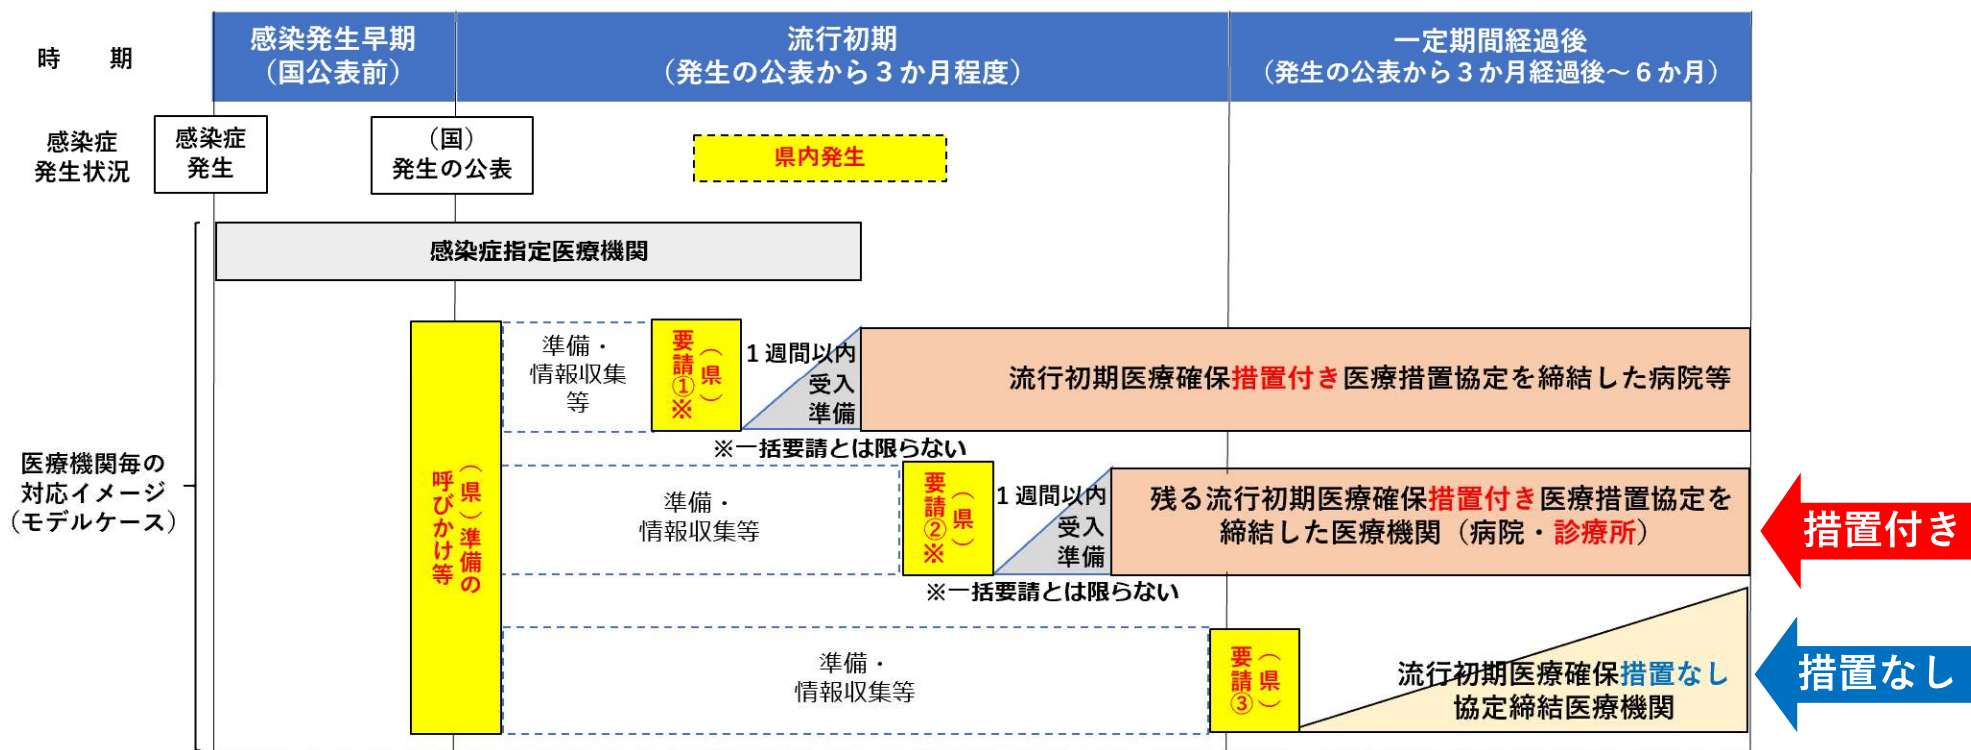 時　期
感染発生早期
（国公表前）
流行初期
（発生の公表から３か月程度）
一定期間経過後
（発生の公表から３か月経過後～６か月）
感染症
発生状況
感染症
発生
（国）
発生の公表
県内発生
感染症指定医療機関
医療機関毎の
対応イメージ
（モデルケース）
（県）準備の
呼びかけ等
準備・
情報収集
等
（県）
要請①※
１週間以内
受入
準備
流行初期医療確保措置付き医療措置協定を締結した病院等
※一括要請とは限らない
準備・
情報収集等
（県）
要請②※
１週間以内
受入
準備
残る流行初期医療確保措置付き医療措置協定を
締結した医療機関（病院・診療所）
※一括要請とは限らない
措置付き
準備・
情報収集等
（県）
要請③
流行初期医療確保措置なし
協定締結医療機関
措置なし